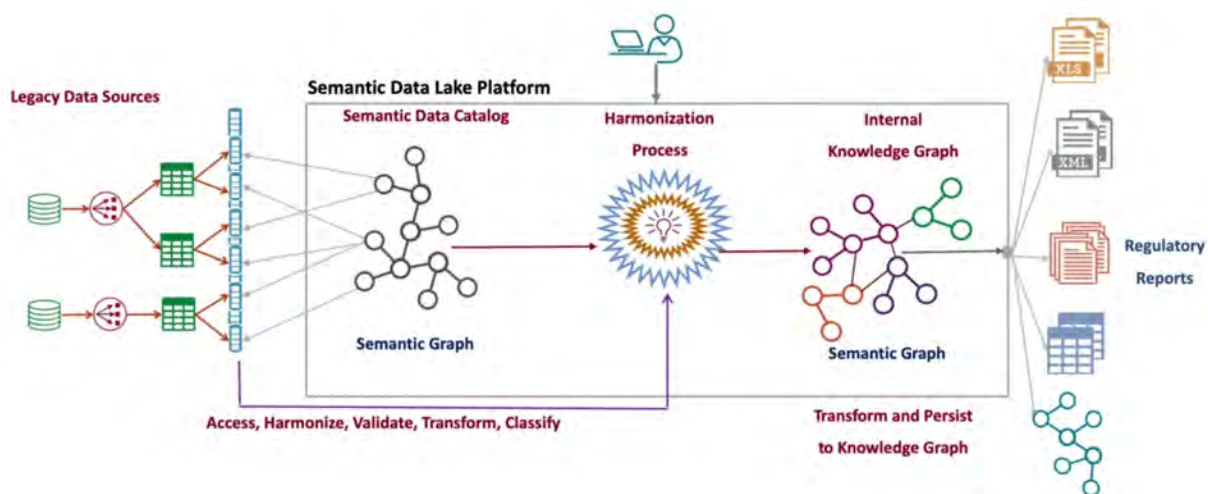 Legacy Data Sources
Semantic Data Lake Platform
Semantic Data Catalog
Harmonization
Process
Internal
Knowledge Graph
XLS
XML
Regulatory
Reports
Semantic Graph
Semantic Graph
Access, Harmonize, Validate, Transform, Classify
Transform and Persist
to Knowledge Graph